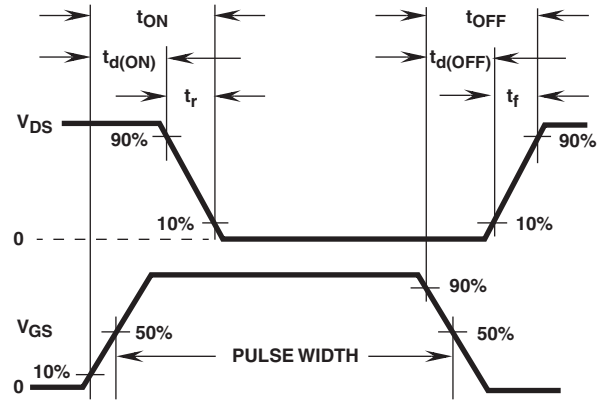 tON tOFF
td(ON) td(OFF)
tr tf
VDS
90% 90%
10% 10%
0
90%
VGS 50% PULSE WIDTH 50%
10%
0